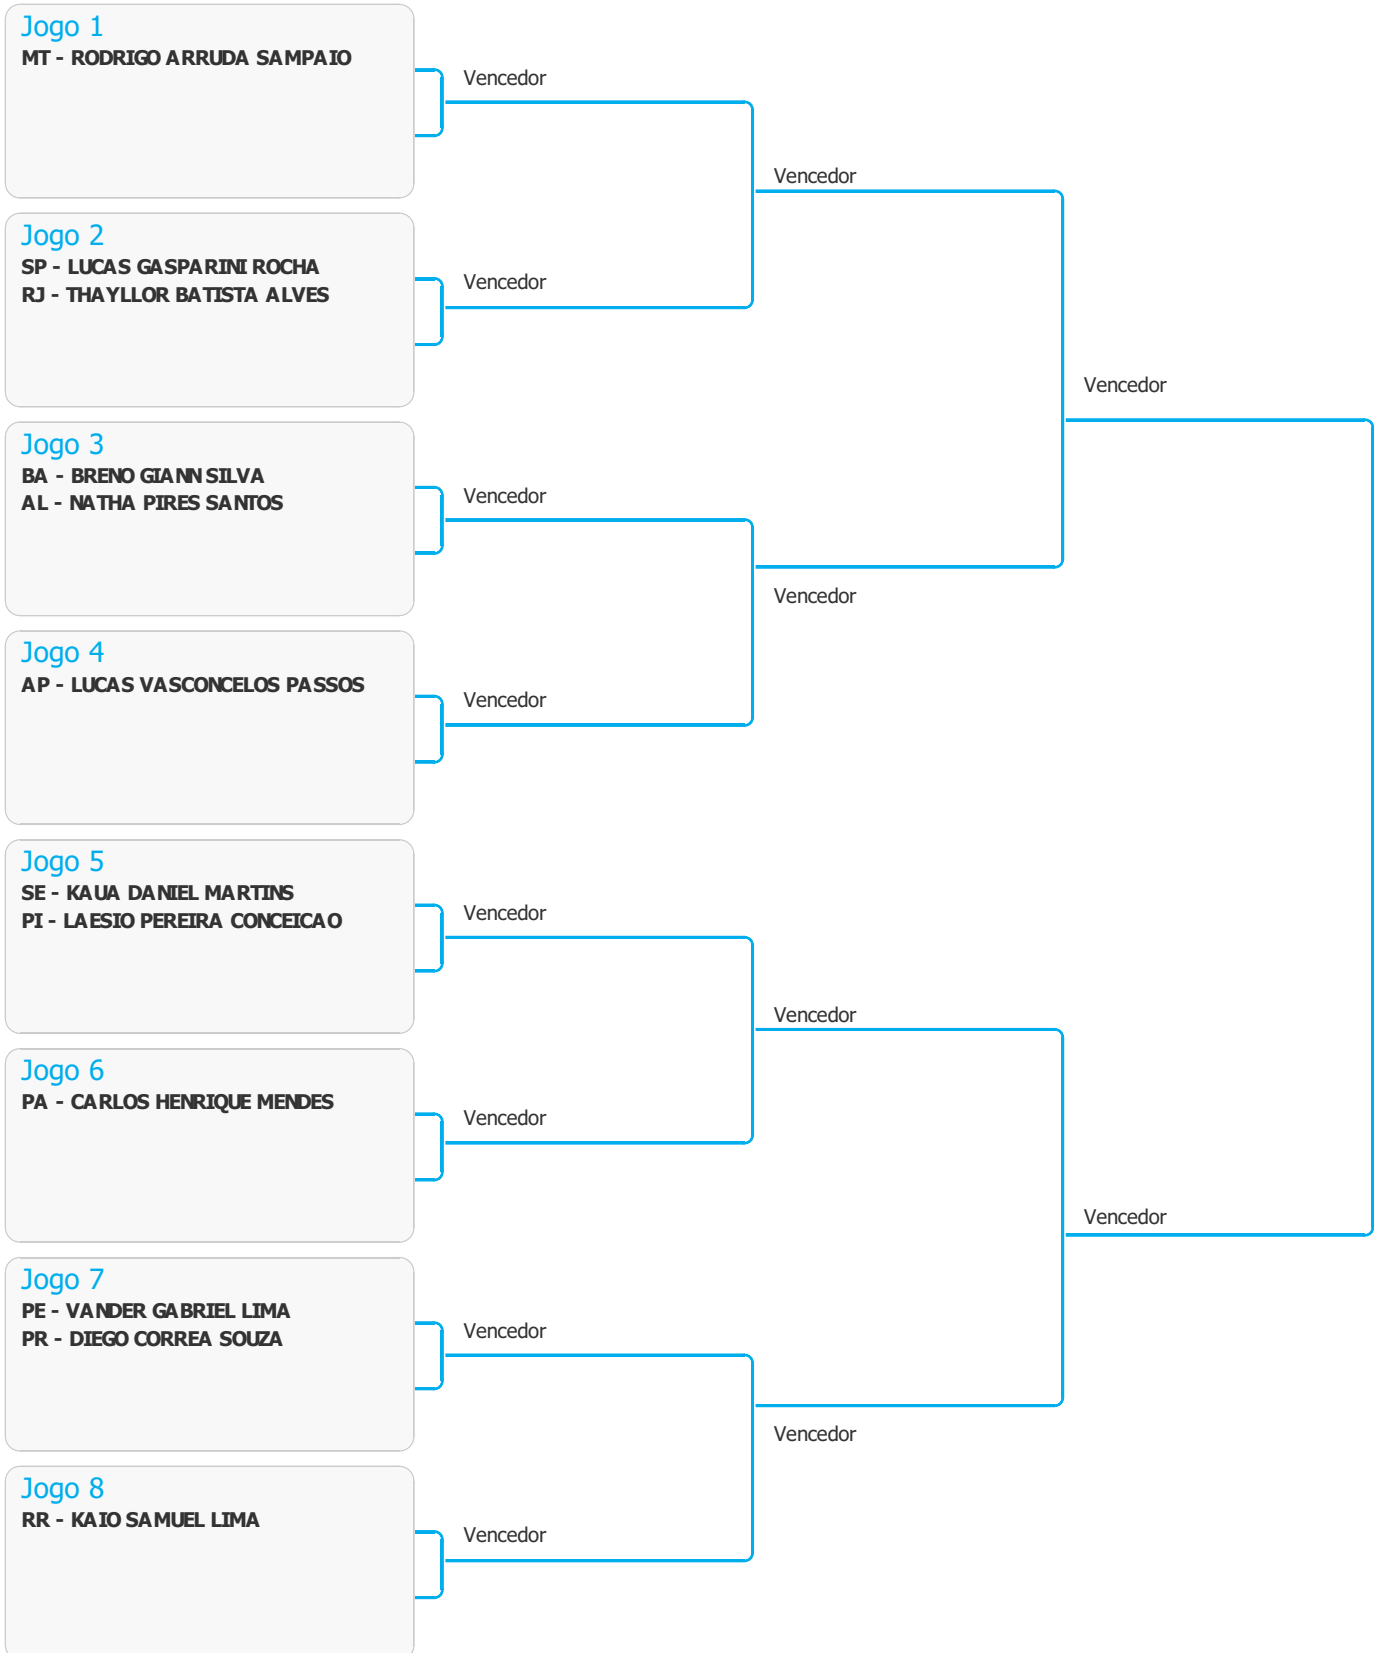 Jogo 1
MT - RODRIGO ARRUDA SAMPAIO
Vencedor
Vencedor
Jogo 2
SP - LUCAS GASPARINI ROCHA
RJ - THAYLLOR BATISTA ALVES
Vencedor
Vencedor
Jogo 3
BA - BRENO GIANN SILVA
AL - NATHA PIRES SANTOS
Vencedor
Vencedor
Jogo 4
AP - LUCAS VASCONCELOS PASSOS
Vencedor
Jogo 5
SE - KAUA DANIEL MARTINS
PI - LAESIO PEREIRA CONCEICAO
Vencedor
Vencedor
Jogo 6
PA - CARLOS HENRIQUE MENDES
Vencedor
Vencedor
Jogo 7
PE - VANDER GABRIEL LIMA
PR - DIEGO CORREA SOUZA
Vencedor
Vencedor
Jogo 8
RR - KAIO SAMUEL LIMA
Vencedor